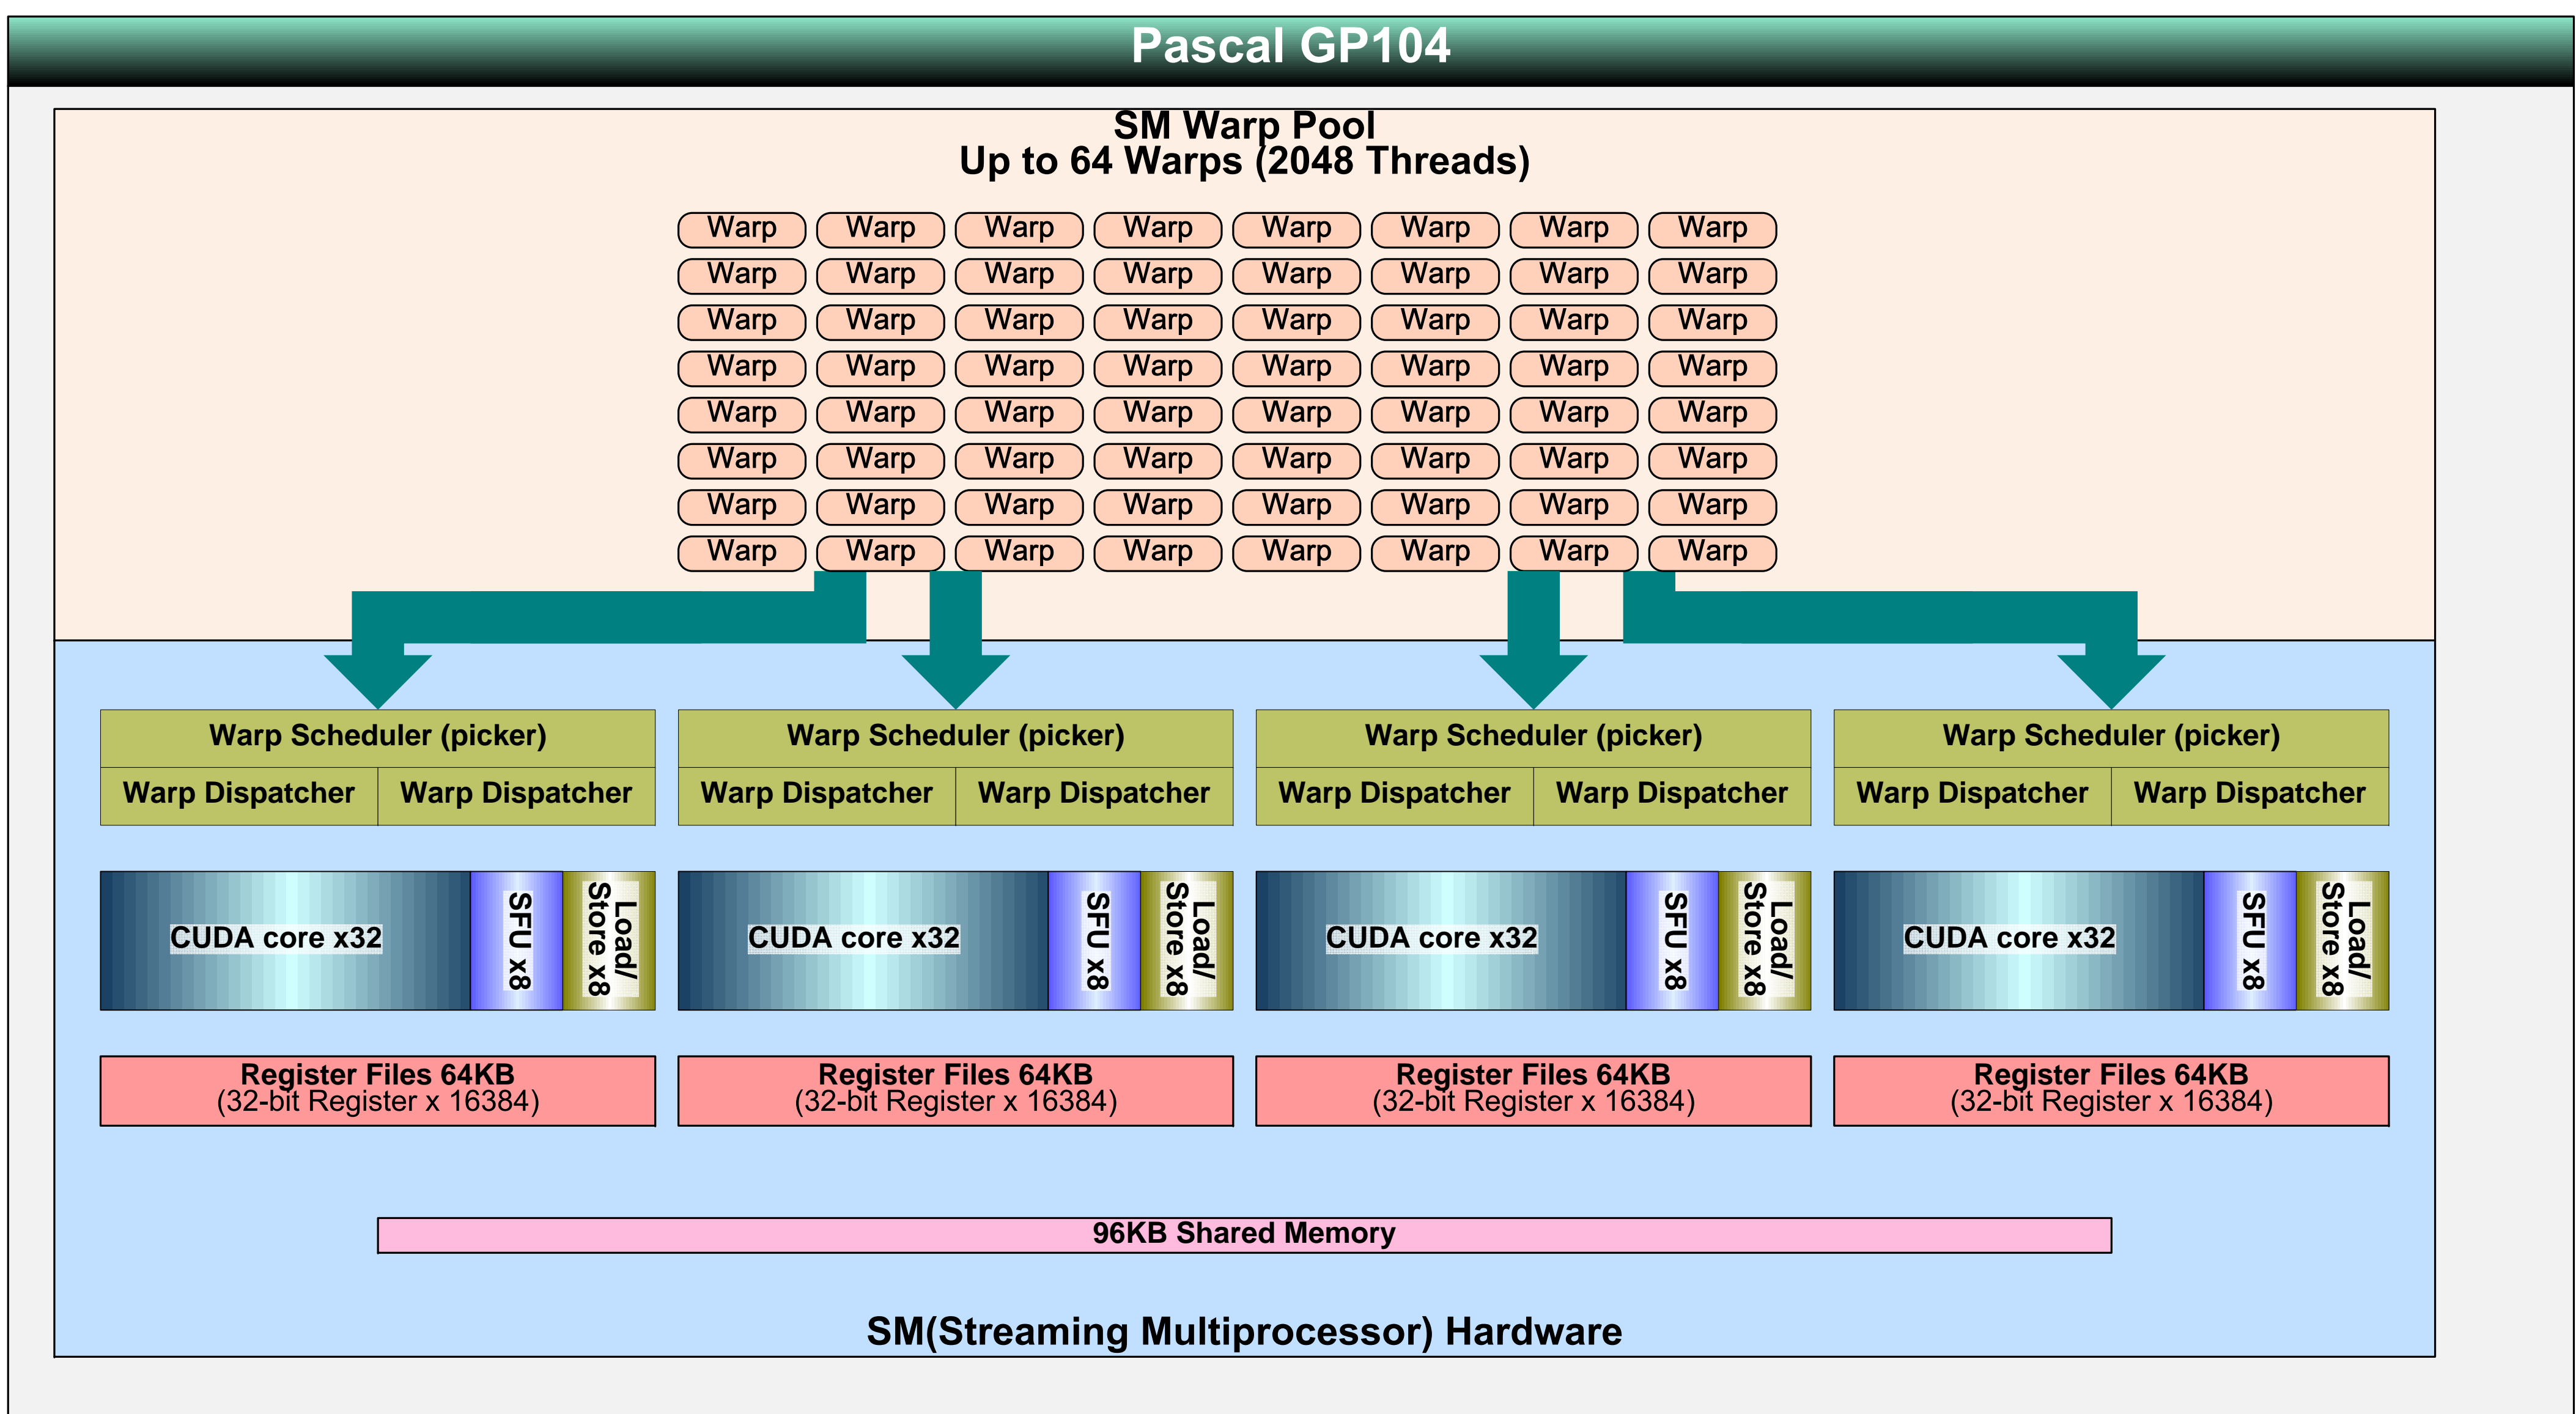 Pascal GP104
SM Warp Pool
Up to 64 Warps (2048 Threads)
Warp Warp Warp Warp Warp Warp Warp Warp
Warp Warp Warp Warp Warp Warp Warp Warp
Warp Warp Warp Warp Warp Warp Warp Warp
Warp Warp Warp Warp Warp Warp Warp Warp
Warp Warp Warp Warp Warp Warp Warp Warp
Warp Warp Warp Warp Warp Warp Warp Warp
Warp Warp Warp Warp Warp Warp Warp Warp
Warp Warp Warp Warp Warp Warp Warp Warp
Warp Scheduler (picker) Warp Scheduler (picker) Warp Scheduler (picker) Warp Scheduler (picker)
Warp Dispatcher Warp Dispatcher Warp Dispatcher Warp Dispatcher Warp Dispatcher Warp Dispatcher Warp Dispatcher Warp Dispatcher
CUDA core x32
SFU x8
Load/
Store x8
CUDA core x32
SFU x8
Load/
Store x8
CUDA core x32
SFU x8
Load/
Store x8
CUDA core x32
SFU x8
Load/
Store x8
Register Files 64KB
(32-bit Register x 16384)
Register Files 64KB
(32-bit Register x 16384)
Register Files 64KB
(32-bit Register x 16384)
Register Files 64KB
(32-bit Register x 16384)
96KB Shared Memory
SM(Streaming Multiprocessor) Hardware